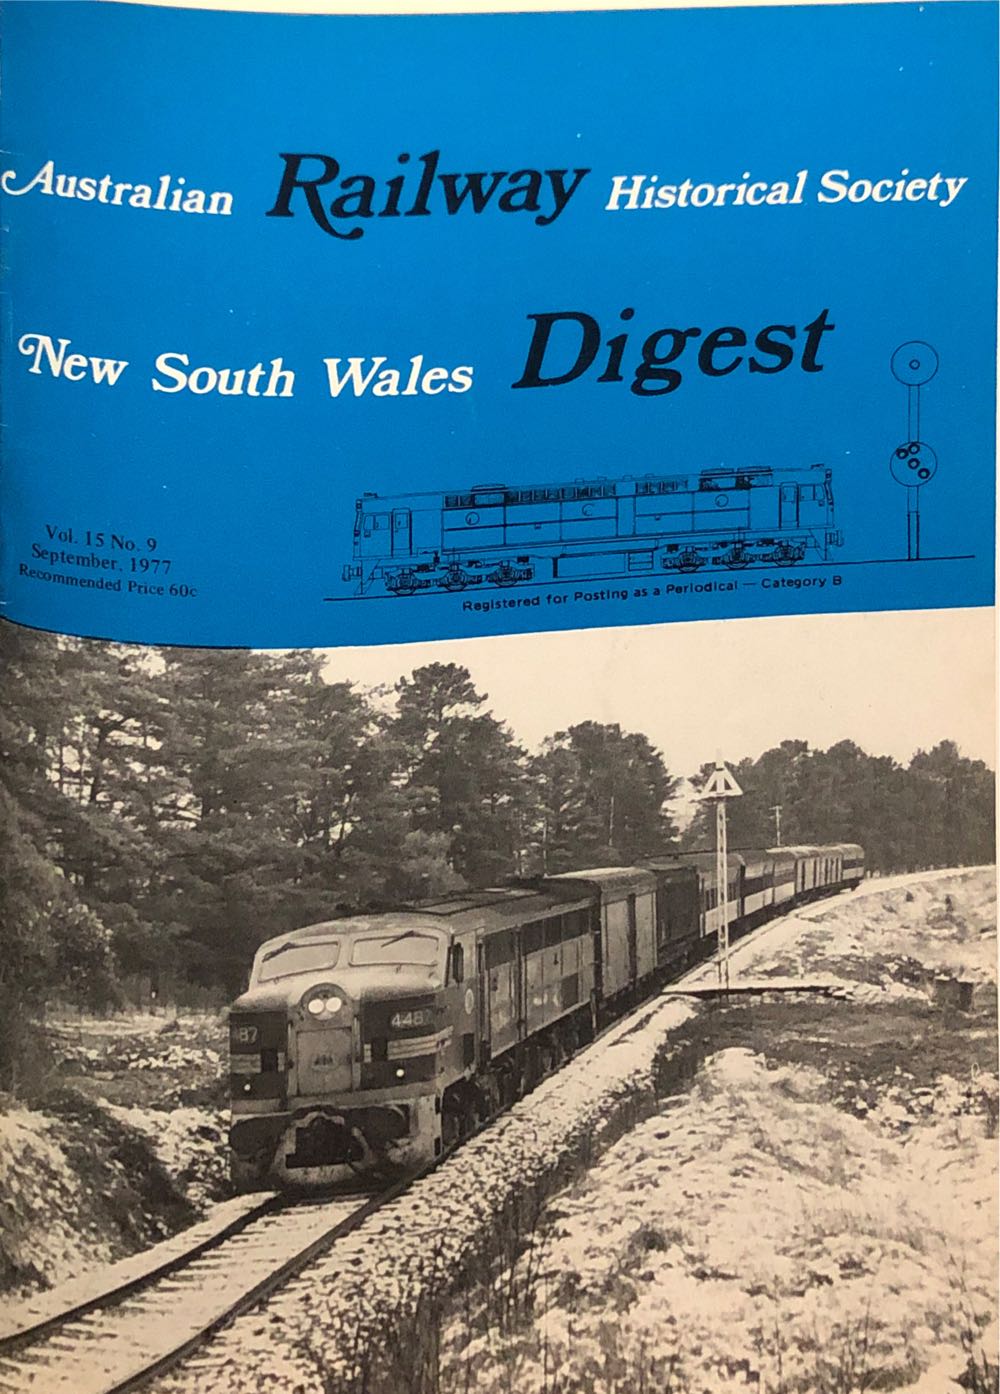 Australian Railway Historical Society
New South Wales Digest
Vol. 15 No. 9
September, 1977
Recommended Price 60c
Registered for Posting as a Periodical — Category B
87
4487